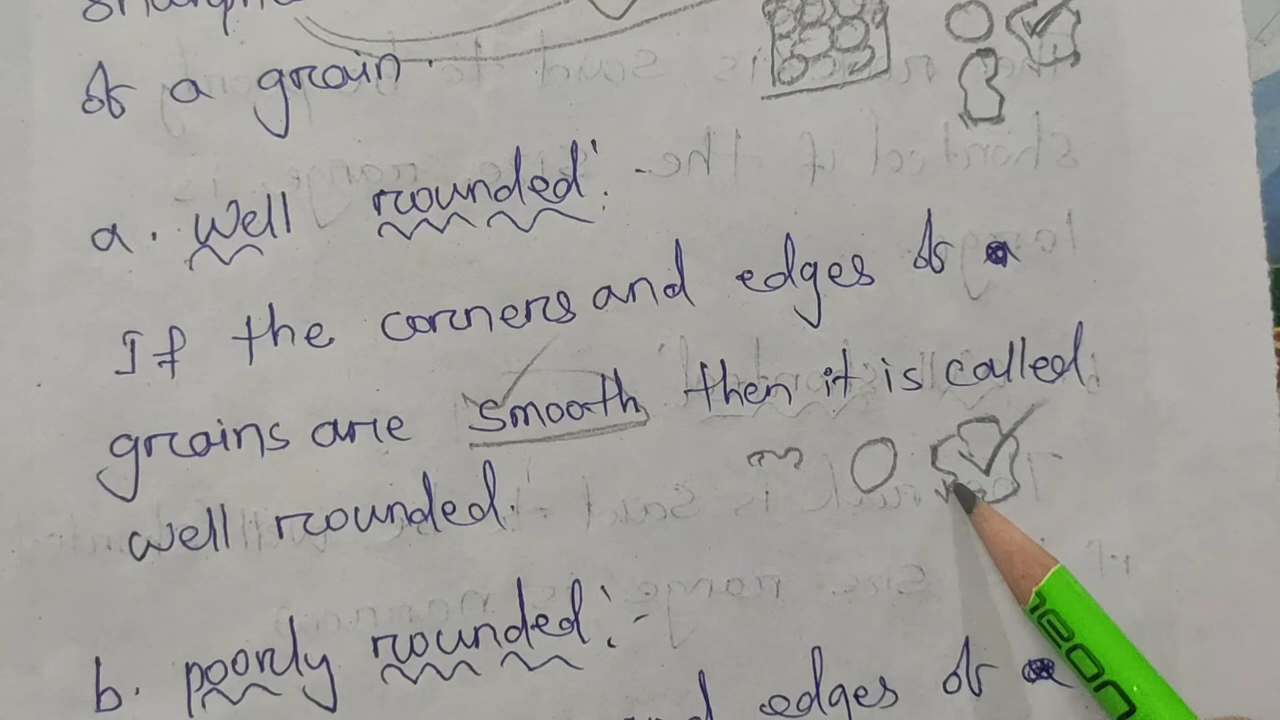 of a grain.
a. Well rounded:-
If the corners and edges of a
grains are smooth then it is called
well rounded.
b. poorly rounded:-
edges of a
neon